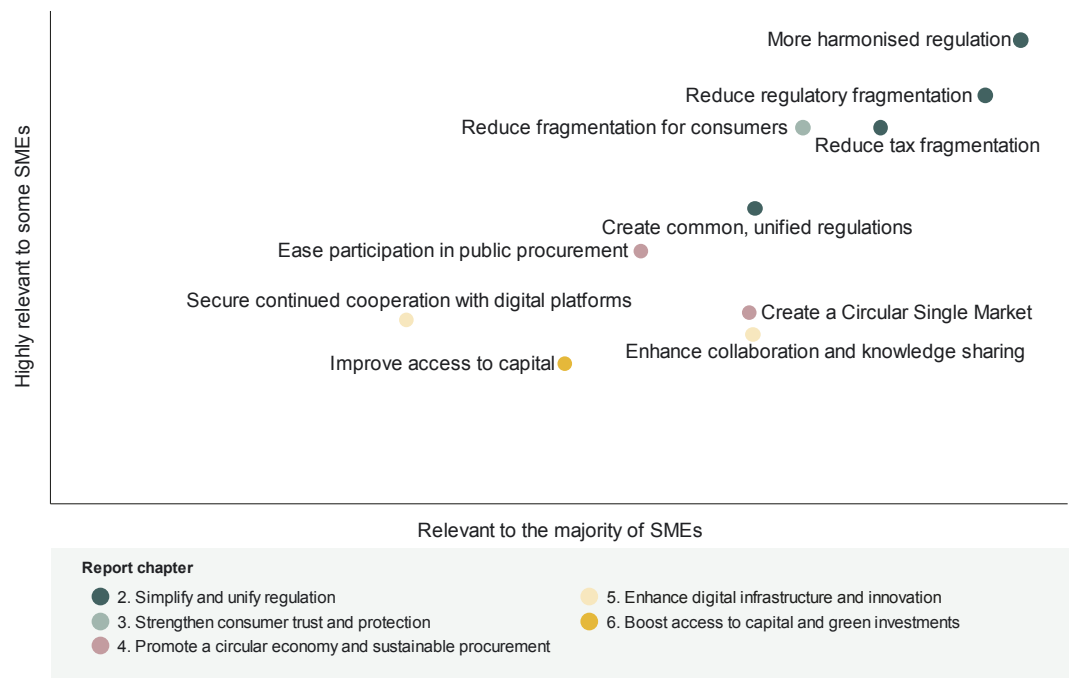 More harmonised regulation
Reduce regulatory fragmentation
Reduce fragmentation for consumers
Reduce tax fragmentation
Create common, unified regulations
Ease participation in public procurement
Secure continued cooperation with digital platforms
Create a Circular Single Market
Enhance collaboration and knowledge sharing
Improve access to capital
Highly relevant to some SMEs
Relevant to the majority of SMEs
Report chapter
2. Simplify and unify regulation
3. Strengthen consumer trust and protection
4. Promote a circular economy and sustainable procurement
5. Enhance digital infrastructure and innovation
6. Boost access to capital and green investments